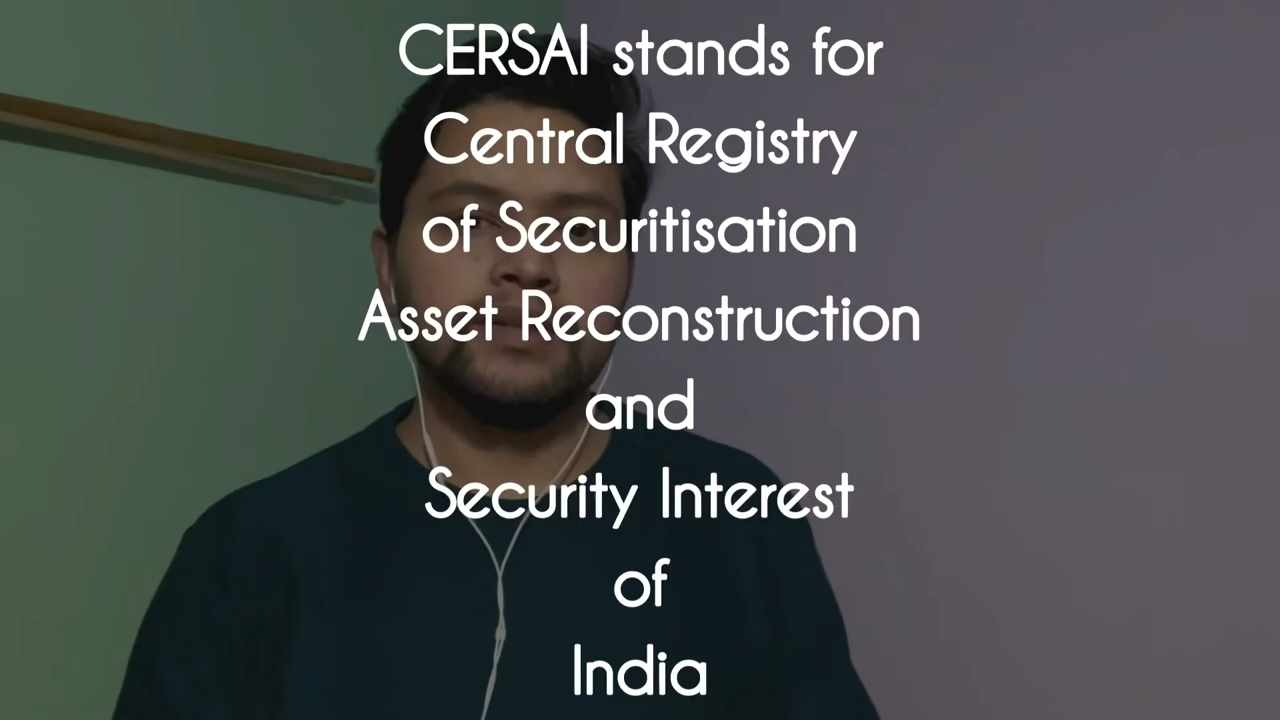 CERSAI stands for
Central Registry
of Securitisation
Asset Reconstruction
and
Security Interest
of
India